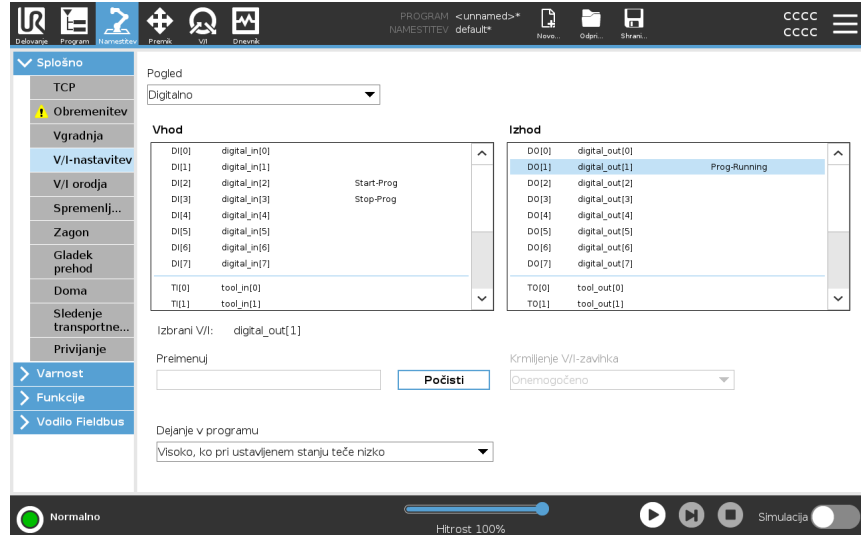 PROGRAM <unnamed>*
NAMESTITEV default*
cccc
cccc
Delovanje Program Namestitev Premik V/I Dnevnik Novo... Odpri... Shrani...
Splošno
TCP
Obremenitev
Vgradnja
V/I-nastavitev
V/I orodja
Spremenlj...
Zagon
Gladek
prehod
Doma
Sledenje
transportne...
Privijanje
Varnost
Funkcije
Vodilo Fieldbus
Pogled
Digitalno
Vhod
DI[0] digital_in[0]
DI[1] digital_in[1]
DI[2] digital_in[2] Start-Prog
DI[3] digital_in[3] Stop-Prog
DI[4] digital_in[4]
DI[5] digital_in[5]
DI[6] digital_in[6]
DI[7] digital_in[7]
TI[0] tool_in[0]
TI[1] tool_in[1]
Izhod
DO[0] digital_out[0]
DO[1] digital_out[1] Prog-Running
DO[2] digital_out[2]
DO[3] digital_out[3]
DO[4] digital_out[4]
DO[5] digital_out[5]
DO[6] digital_out[6]
DO[7] digital_out[7]
TO[0] tool_out[0]
TO[1] tool_out[1]
Izbrani V/I: digital_out[1]
Preimenuj
Počisti
Krmiljenje V/I-zavihka
Onemogočeno
Dejanje v programu
Visoko, ko pri ustavljenem stanju teče nizko
Normalno
Hitrost 100%
Simulacija